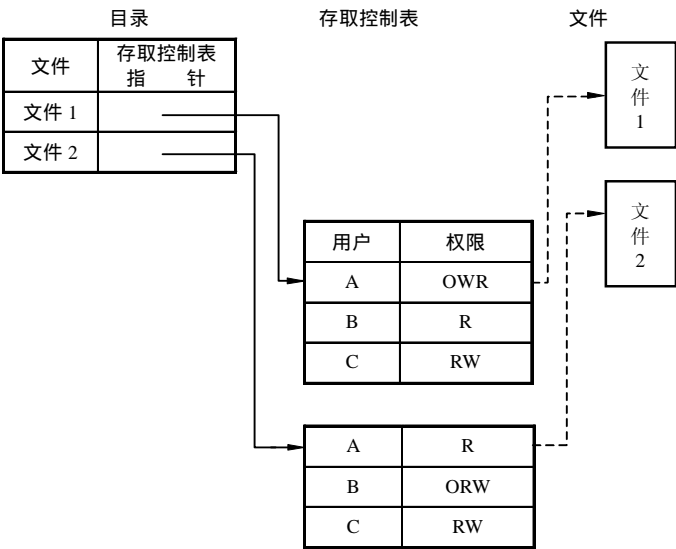 目录 存取控制表 文件
文件 存取控制表
指 针
文件 1
文件 2
文
件
1
文
件
2
用户 权限
A OWR
B R
C RW
A R
B ORW
C RW